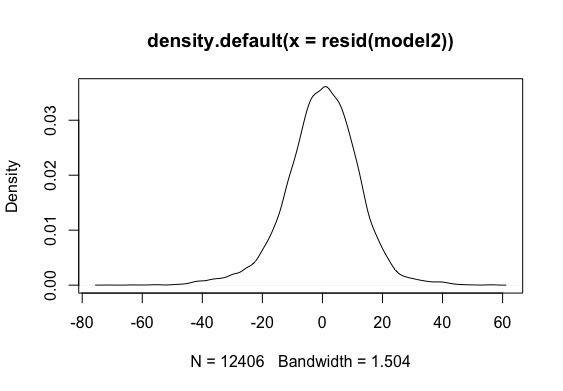 density.default(x = resid(model2))
Density
0.03
0.02
0.01
0.00
-80 -60 -40 -20 0 20 40 60
N = 12406 Bandwidth = 1.504